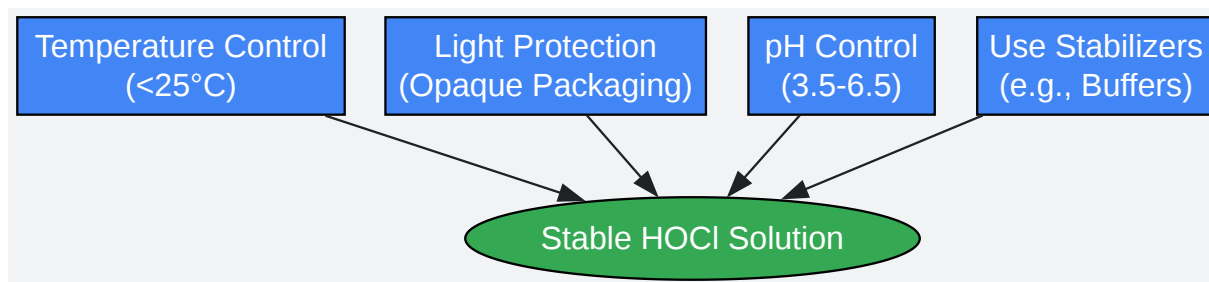 Temperature Control
(<25°C)
Light Protection
(Opaque Packaging)
pH Control
(3.5-6.5)
Use Stabilizers
(e.g., Buffers)
Stable HOCl Solution